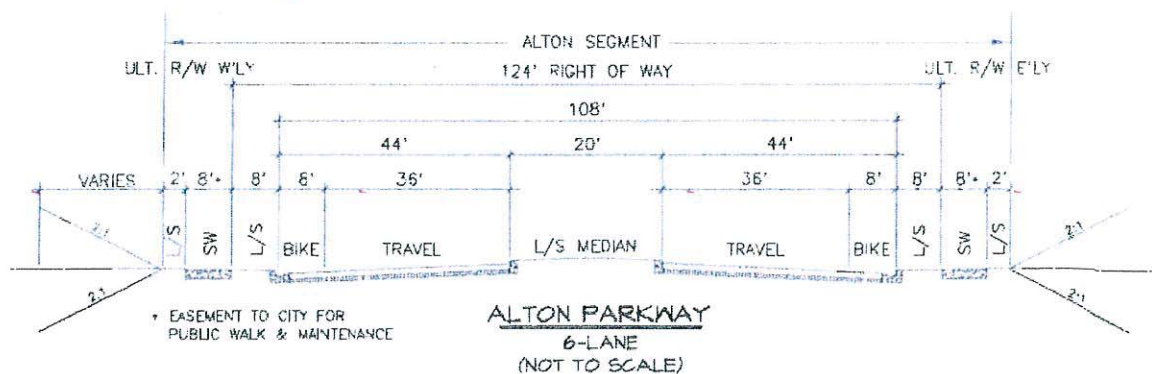 ALTON SEGMENT
ULT. R/W W'LY 124' RIGHT OF WAY ULT. R/W E'LY
108'
44' 20' 44'
VARIES 2' 8'* 8' 8' 36' 36' 8' 8' 8'* 2'
2:1 L/S SW L/S BIKE TRAVEL L/S MEDIAN TRAVEL BIKE L/S SW L/S 2:1
2:1 2:1
* EASEMENT TO CITY FOR
PUBLIC WALK & MAINTENANCE
ALTON PARKWAY
6-LANE
(NOT TO SCALE)